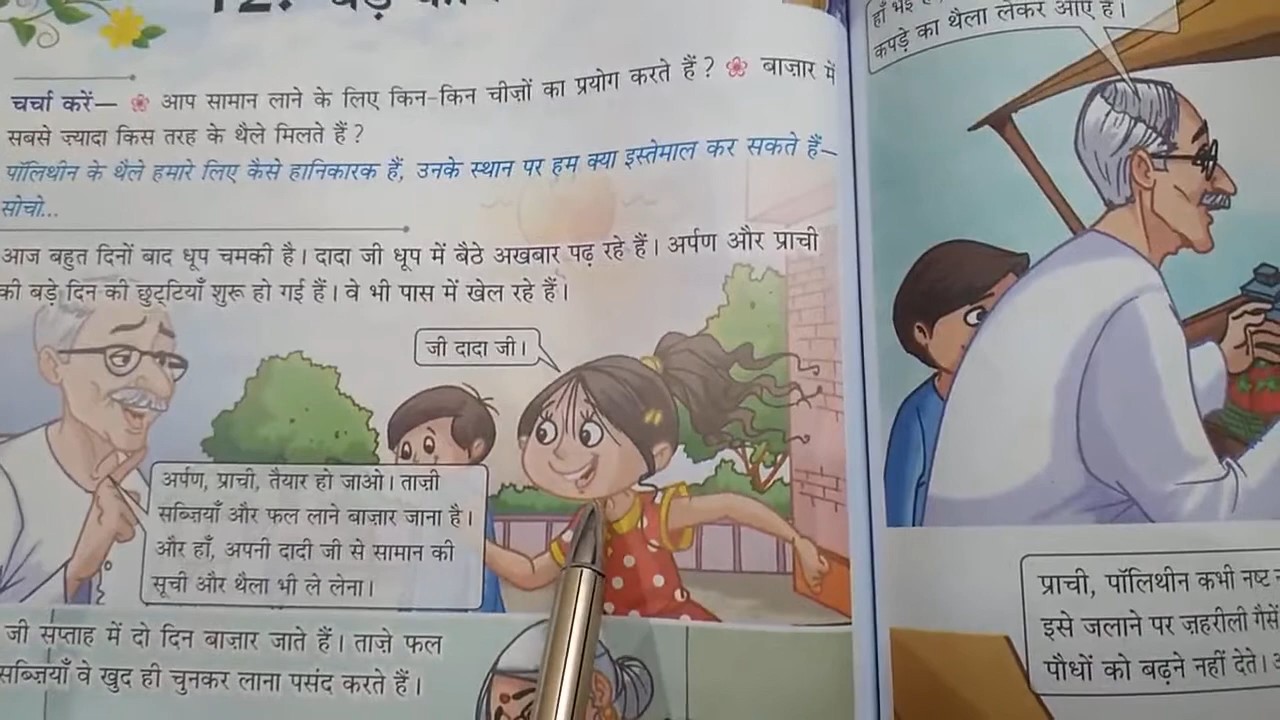 12.
चर्चा करें— आप सामान लाने के लिए किन-किन चीज़ों का प्रयोग करते हैं? बाज़ार में
सबसे ज़्यादा किस तरह के थैले मिलते हैं?
पॉलिथीन के थैले हमारे लिए कैसे हानिकारक हैं, उनके स्थान पर हम क्या इस्तेमाल कर सकते हैं—
सोचो...
आज बहुत दिनों बाद धूप चमकी है। दादा जी धूप में बैठे अखबार पढ़ रहे हैं। अर्पण और प्राची
की बड़े दिन की छुट्टियाँ शुरू हो गई हैं। वे भी पास में खेल रहे हैं।
जी दादा जी।
अर्पण, प्राची, तैयार हो जाओ। ताज़ी
सब्ज़ियाँ और फल लाने बाज़ार जाना है।
और हाँ, अपनी दादी जी से सामान की
सूची और थैला भी ले लेना।
जी सप्ताह में दो दिन बाज़ार जाते हैं। ताज़े फल
सब्ज़ियाँ वे खुद ही चुनकर लाना पसंद करते हैं।
हाँ भई
कपड़े का थैला लेकर आए हैं।
प्राची, पॉलिथीन कभी नष्ट
इसे जलाने पर ज़हरीली गैसें
पौधों को बढ़ने नहीं देते।